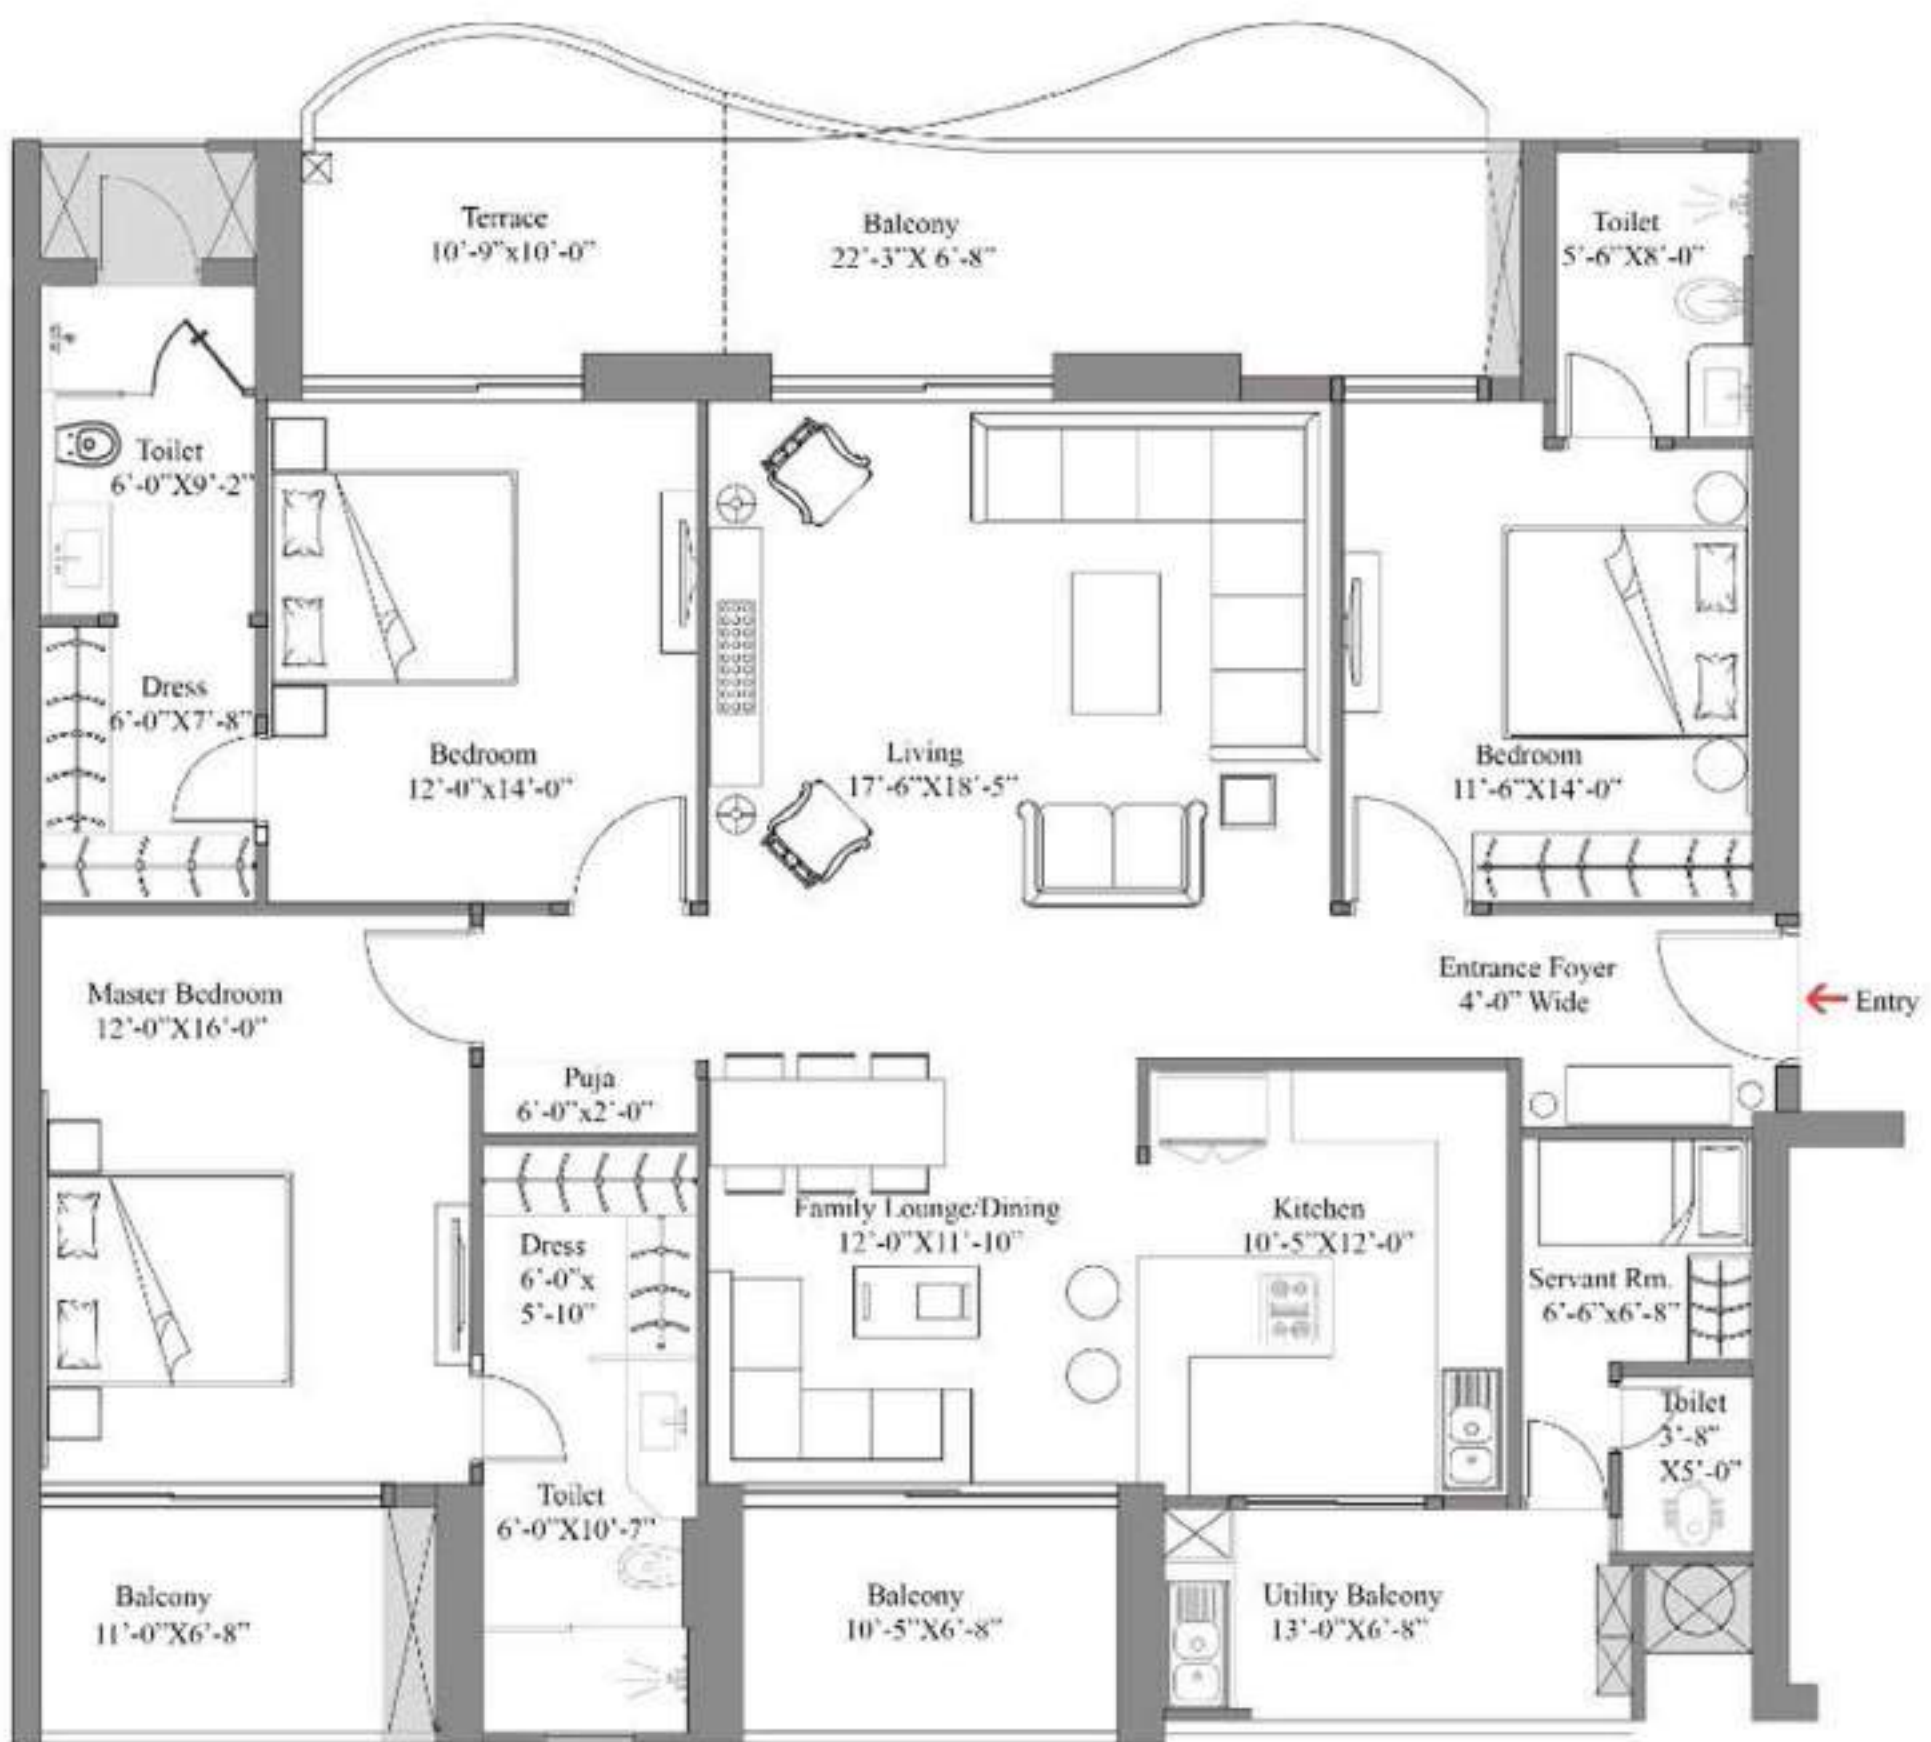 Terrace
10’-9”x10’-0”
Balcony
22’-3”X 6’-8”
Toilet
5’-6”X8’-0”
Toilet
6’-0”X9’-2”
Dress
6’-0”X7’-8”
Bedroom
12’-0”x14’-0”
Living
17’-6”X18’-5”
Bedroom
11’-6”X14’-0”
Master Bedroom
12’-0”X16’-0”
Entrance Foyer
4’-0” Wide
Entry
Puja
6’-0”x2’-0”
Family Lounge/Dining
12’-0”X11’-10”
Kitchen
10’-5”X12’-0”
Dress
6’-0”x
5’-10”
Servant Rm.
6’-6”x6’-8”
Toilet
3’-8”
X5’-0”
Toilet
6’-0”X10’-7”
Balcony
11’-0”X6’-8”
Balcony
10’-5”X6’-8”
Utility Balcony
13’-0”X6’-8”